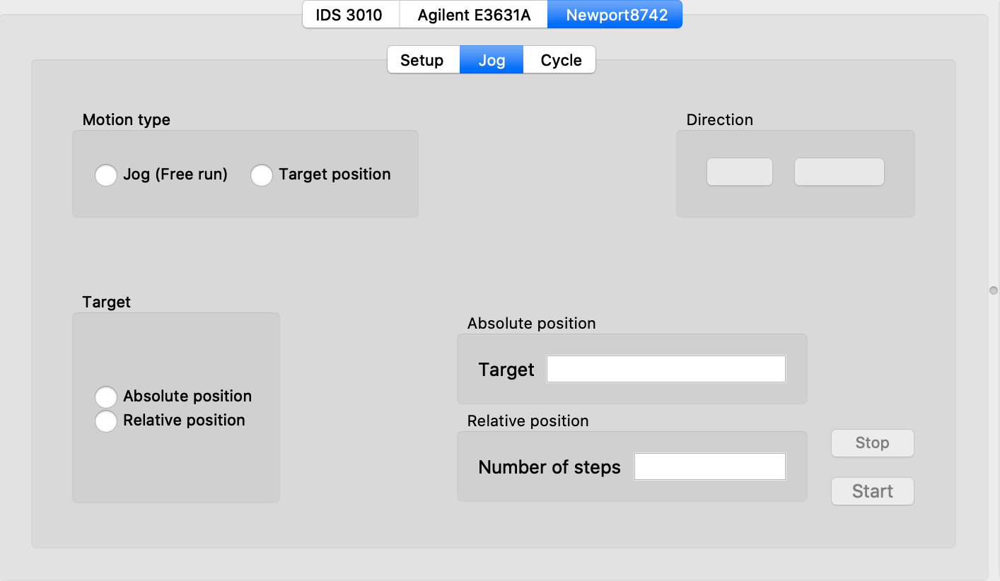 IDS 3010 Agilent E3631A Newport8742
Setup Jog Cycle
Motion type
Jog (Free run) Target position
Direction
Target
Absolute position
Relative position
Absolute position
Target
Relative position
Number of steps
Stop
Start